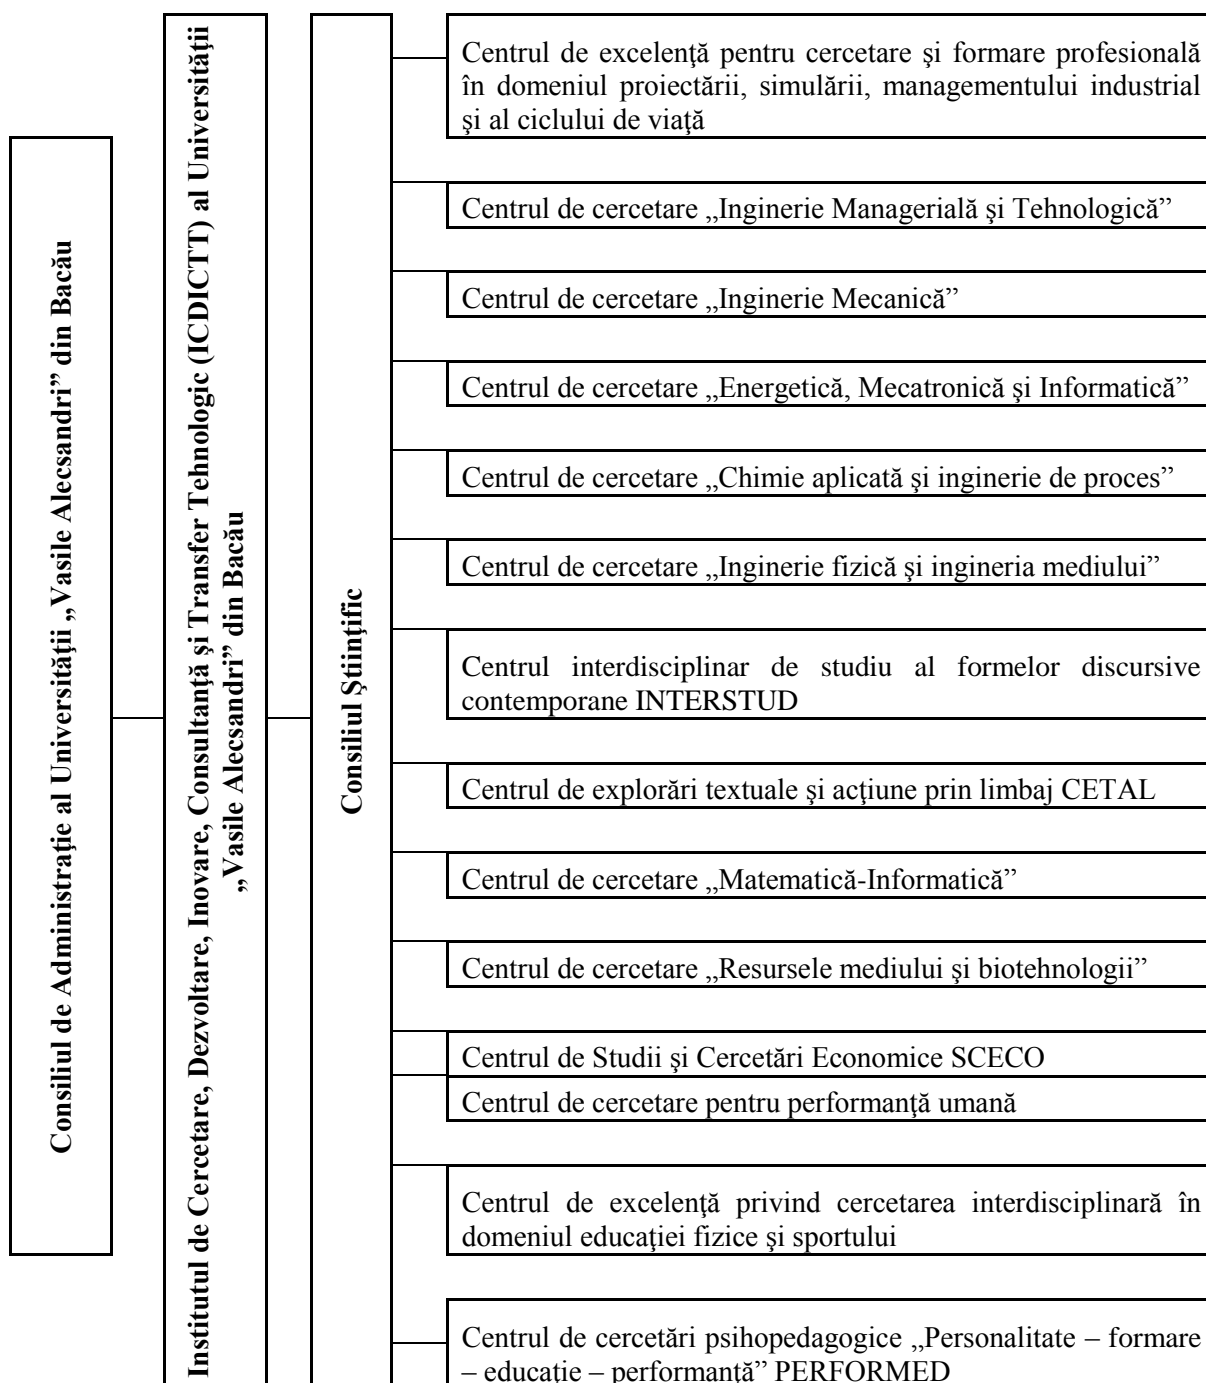 Consiliul de Administraţie al Universităţii „Vasile Alecsandri” din Bacău
Institutul de Cercetare, Dezvoltare, Inovare, Consultanţă şi Transfer Tehnologic (ICDICTT) al Universităţii
„Vasile Alecsandri” din Bacău
Consiliul Ştiinţific
Centrul de excelenţă pentru cercetare şi formare profesională
în domeniul proiectării, simulării, managementului industrial
şi al ciclului de viaţă
Centrul de cercetare „Inginerie Managerială şi Tehnologică”
Centrul de cercetare „Inginerie Mecanică”
Centrul de cercetare „Energetică, Mecatronică şi Informatică”
Centrul de cercetare „Chimie aplicată şi inginerie de proces”
Centrul de cercetare „Inginerie fizică şi ingineria mediului”
Centrul interdisciplinar de studiu al formelor discursive
contemporane INTERSTUD
Centrul de explorări textuale şi acţiune prin limbaj CETAL
Centrul de cercetare „Matematică-Informatică”
Centrul de cercetare „Resursele mediului şi biotehnologii”
Centrul de Studii şi Cercetări Economice SCECO
Centrul de cercetare pentru performanţă umană
Centrul de excelenţă privind cercetarea interdisciplinară în
domeniul educaţiei fizice şi sportului
Centrul de cercetări psihopedagogice „Personalitate – formare
– educaţie – performanţă” PERFORMED